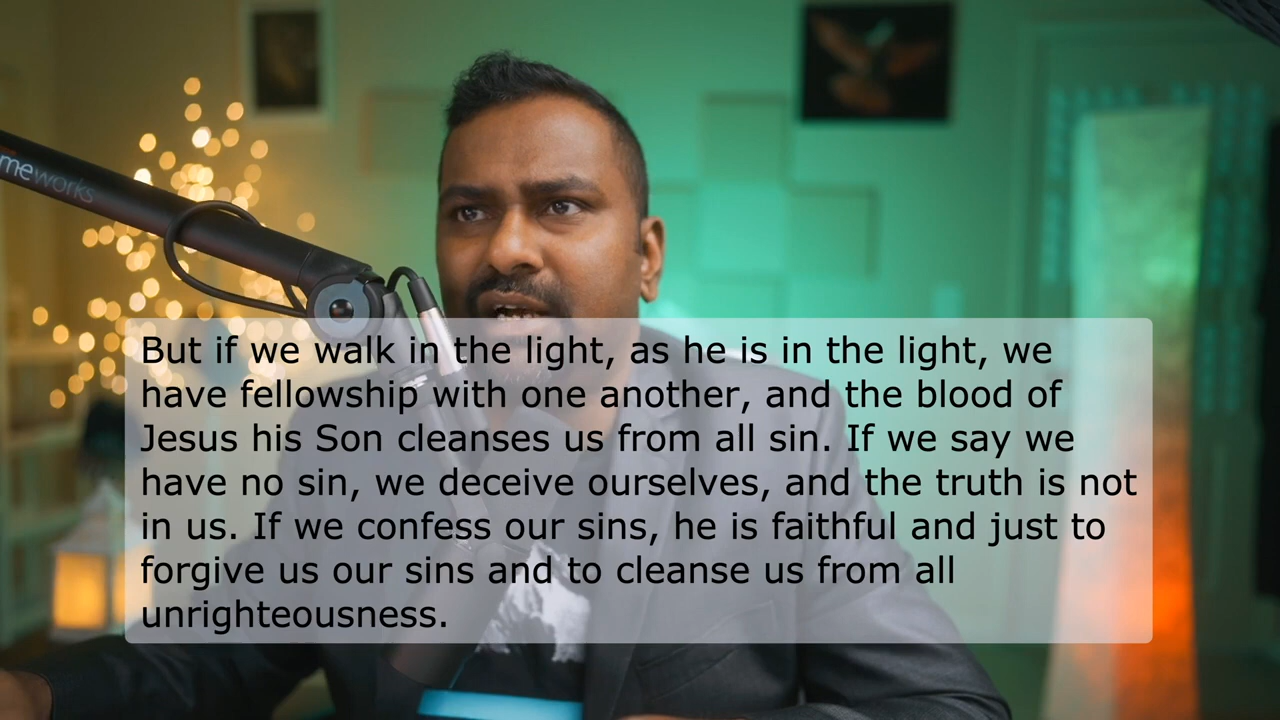 meworks
But if we walk in the light, as he is in the light, we
have fellowship with one another, and the blood of
Jesus his Son cleanses us from all sin. If we say we
have no sin, we deceive ourselves, and the truth is not
in us. If we confess our sins, he is faithful and just to
forgive us our sins and to cleanse us from all
unrighteousness.